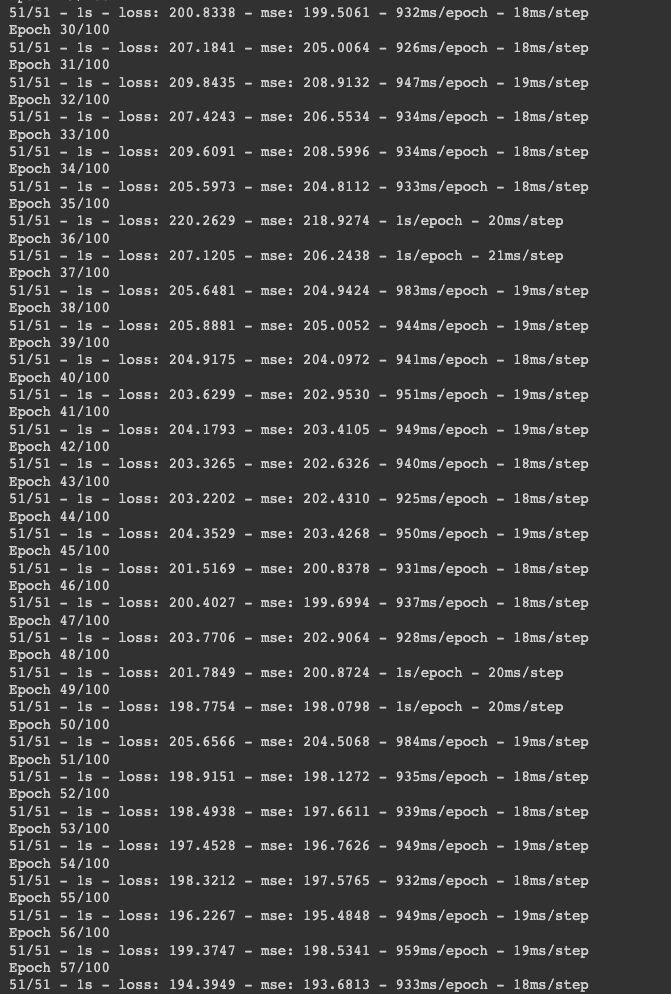 51/51 - 1s - loss: 200.8338 - mse: 199.5061 - 932ms/epoch - 18ms/step
Epoch 30/100
51/51 - 1s - loss: 207.1841 - mse: 205.0064 - 926ms/epoch - 18ms/step
Epoch 31/100
51/51 - 1s - loss: 209.8435 - mse: 208.9132 - 947ms/epoch - 19ms/step
Epoch 32/100
51/51 - 1s - loss: 207.4243 - mse: 206.5534 - 934ms/epoch - 18ms/step
Epoch 33/100
51/51 - 1s - loss: 209.6091 - mse: 208.5996 - 934ms/epoch - 18ms/step
Epoch 34/100
51/51 - 1s - loss: 205.5973 - mse: 204.8112 - 933ms/epoch - 18ms/step
Epoch 35/100
51/51 - 1s - loss: 220.2629 - mse: 218.9274 - 1s/epoch - 20ms/step
Epoch 36/100
51/51 - 1s - loss: 207.1205 - mse: 206.2438 - 1s/epoch - 21ms/step
Epoch 37/100
51/51 - 1s - loss: 205.6481 - mse: 204.9424 - 983ms/epoch - 19ms/step
Epoch 38/100
51/51 - 1s - loss: 205.8881 - mse: 205.0052 - 944ms/epoch - 19ms/step
Epoch 39/100
51/51 - 1s - loss: 204.9175 - mse: 204.0972 - 941ms/epoch - 18ms/step
Epoch 40/100
51/51 - 1s - loss: 203.6299 - mse: 202.9530 - 951ms/epoch - 19ms/step
Epoch 41/100
51/51 - 1s - loss: 204.1793 - mse: 203.4105 - 949ms/epoch - 19ms/step
Epoch 42/100
51/51 - 1s - loss: 203.3265 - mse: 202.6326 - 940ms/epoch - 18ms/step
Epoch 43/100
51/51 - 1s - loss: 203.2202 - mse: 202.4310 - 925ms/epoch - 18ms/step
Epoch 44/100
51/51 - 1s - loss: 204.3529 - mse: 203.4268 - 950ms/epoch - 19ms/step
Epoch 45/100
51/51 - 1s - loss: 201.5169 - mse: 200.8378 - 931ms/epoch - 18ms/step
Epoch 46/100
51/51 - 1s - loss: 200.4027 - mse: 199.6994 - 937ms/epoch - 18ms/step
Epoch 47/100
51/51 - 1s - loss: 203.7706 - mse: 202.9064 - 928ms/epoch - 18ms/step
Epoch 48/100
51/51 - 1s - loss: 201.7849 - mse: 200.8724 - 1s/epoch - 20ms/step
Epoch 49/100
51/51 - 1s - loss: 198.7754 - mse: 198.0798 - 1s/epoch - 20ms/step
Epoch 50/100
51/51 - 1s - loss: 205.6566 - mse: 204.5068 - 984ms/epoch - 19ms/step
Epoch 51/100
51/51 - 1s - loss: 198.9151 - mse: 198.1272 - 935ms/epoch - 18ms/step
Epoch 52/100
51/51 - 1s - loss: 198.4938 - mse: 197.6611 - 939ms/epoch - 18ms/step
Epoch 53/100
51/51 - 1s - loss: 197.4528 - mse: 196.7626 - 949ms/epoch - 19ms/step
Epoch 54/100
51/51 - 1s - loss: 198.3212 - mse: 197.5765 - 932ms/epoch - 18ms/step
Epoch 55/100
51/51 - 1s - loss: 196.2267 - mse: 195.4848 - 949ms/epoch - 19ms/step
Epoch 56/100
51/51 - 1s - loss: 199.3747 - mse: 198.5341 - 959ms/epoch - 19ms/step
Epoch 57/100
51/51 - 1s - loss: 194.3949 - mse: 193.6813 - 933ms/epoch - 18ms/step